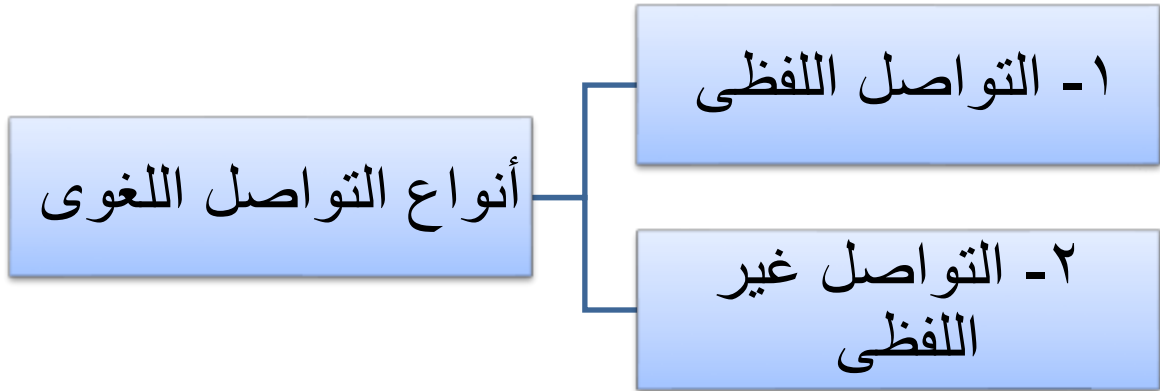 أنواع التواصل اللغوى
١- التواصل اللفظى
٢- التواصل غير
اللفظى